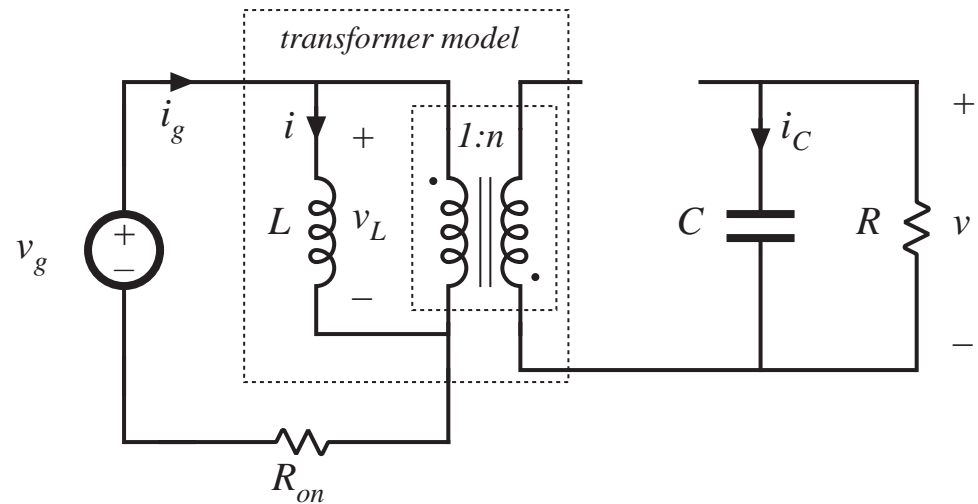 transformer model
i_g
i
+
1:n
i_C
+
v_g
+
–
L
v_L
C
R
v
–
–
R_on